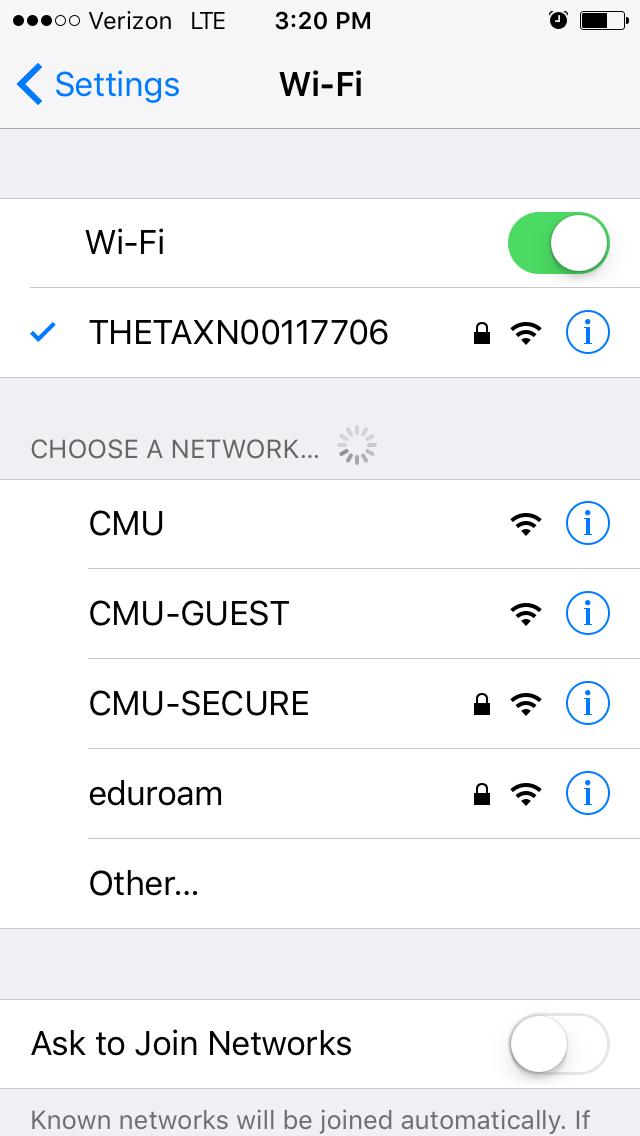 Verizon LTE 3:20 PM
Settings Wi-Fi
Wi-Fi
THETAXN00117706
CHOOSE A NETWORK...
CMU
CMU-GUEST
CMU-SECURE
eduroam
Other...
Ask to Join Networks
Known networks will be joined automatically. If